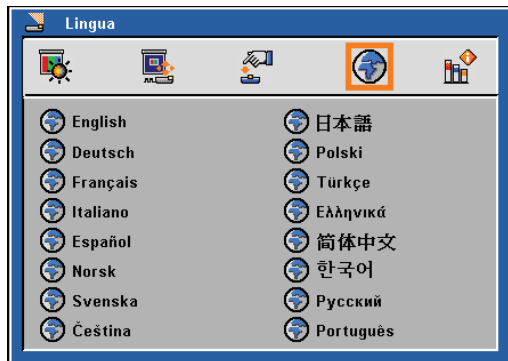 Lingua
English
Deutsch
Français
Italiano
Español
Norsk
Svenska
Čeština
日本語
Polski
Türkçe
Ελληνικά
简体中文
한국어
Русский
Português